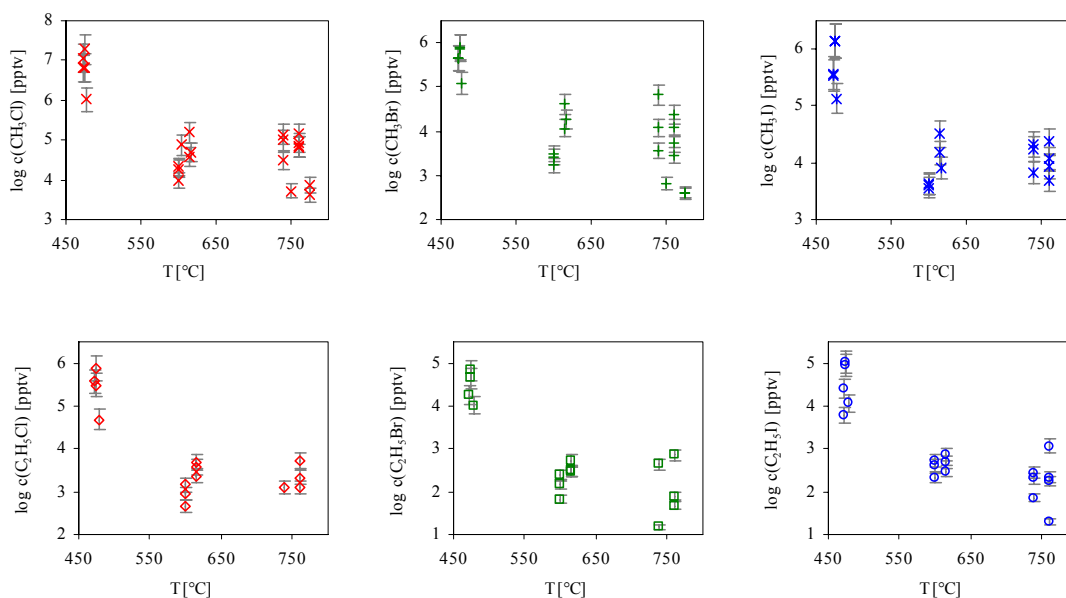 log c(CH₃Cl) [pptv]
8
7
6
5
4
3
450 550 650 750
T [°C]
log c(CH₃Br) [pptv]
6
5
4
3
2
450 550 650 750
T [°C]
log c(CH₃I) [pptv]
6
5
4
3
450 550 650 750
T [°C]
log c(C₂H₅Cl) [pptv]
6
5
4
3
2
450 550 650 750
T [°C]
log c(C₂H₅Br) [pptv]
5
4
3
2
1
450 550 650 750
T [°C]
log c(C₂H₅I) [pptv]
5
4
3
2
1
450 550 650 750
T [°C]